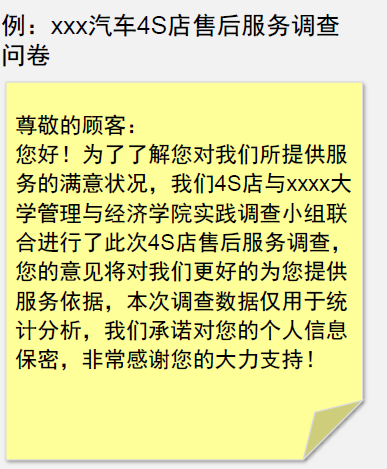 例：xxx汽车4S店售后服务调查
问卷
尊敬的顾客：
您好！为了了解您对我们所提供服
务的满意状况，我们4S店与xxxx大
学管理与经济学院实践调查小组联
合进行了此次4S店售后服务调查，
您的意见将对我们更好的为您提供
服务依据，本次调查数据仅用于统
计分析，我们承诺对您的个人信息
保密，非常感谢您的大力支持！